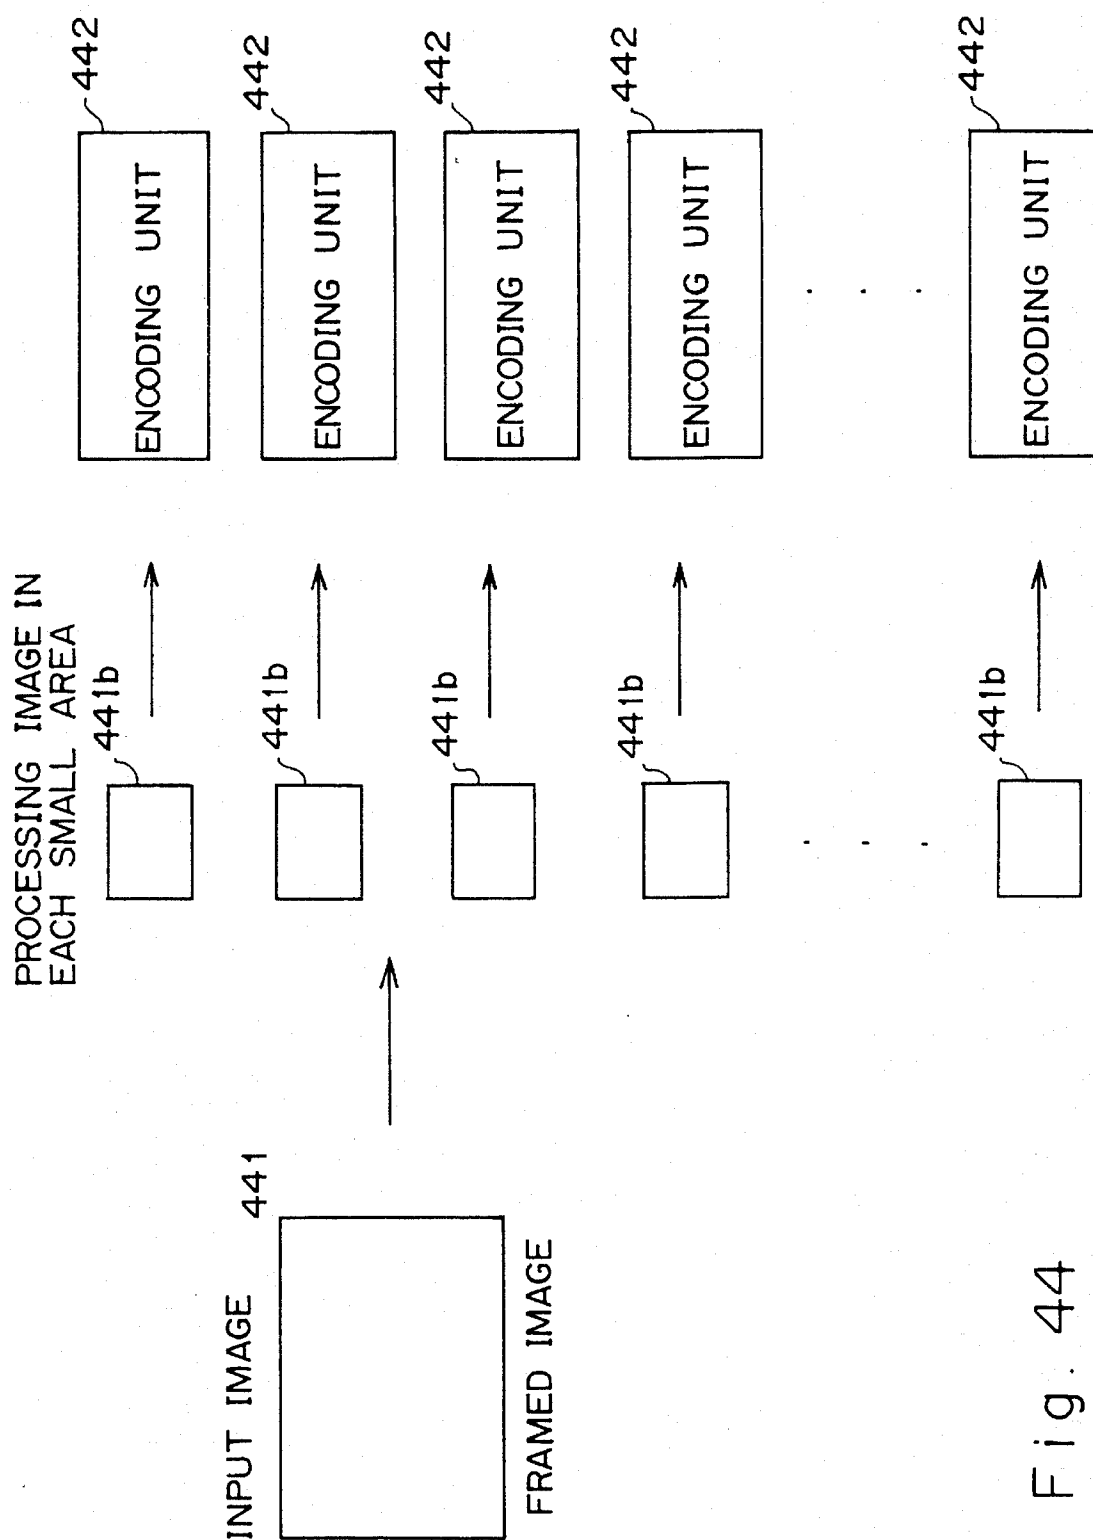 PROCESSING IMAGE IN
EACH SMALL AREA
INPUT IMAGE
441
FRAMED IMAGE
441b
ENCODING UNIT
442
441b
ENCODING UNIT
442
441b
ENCODING UNIT
442
441b
ENCODING UNIT
442
441b
ENCODING UNIT
442
Fig. 44